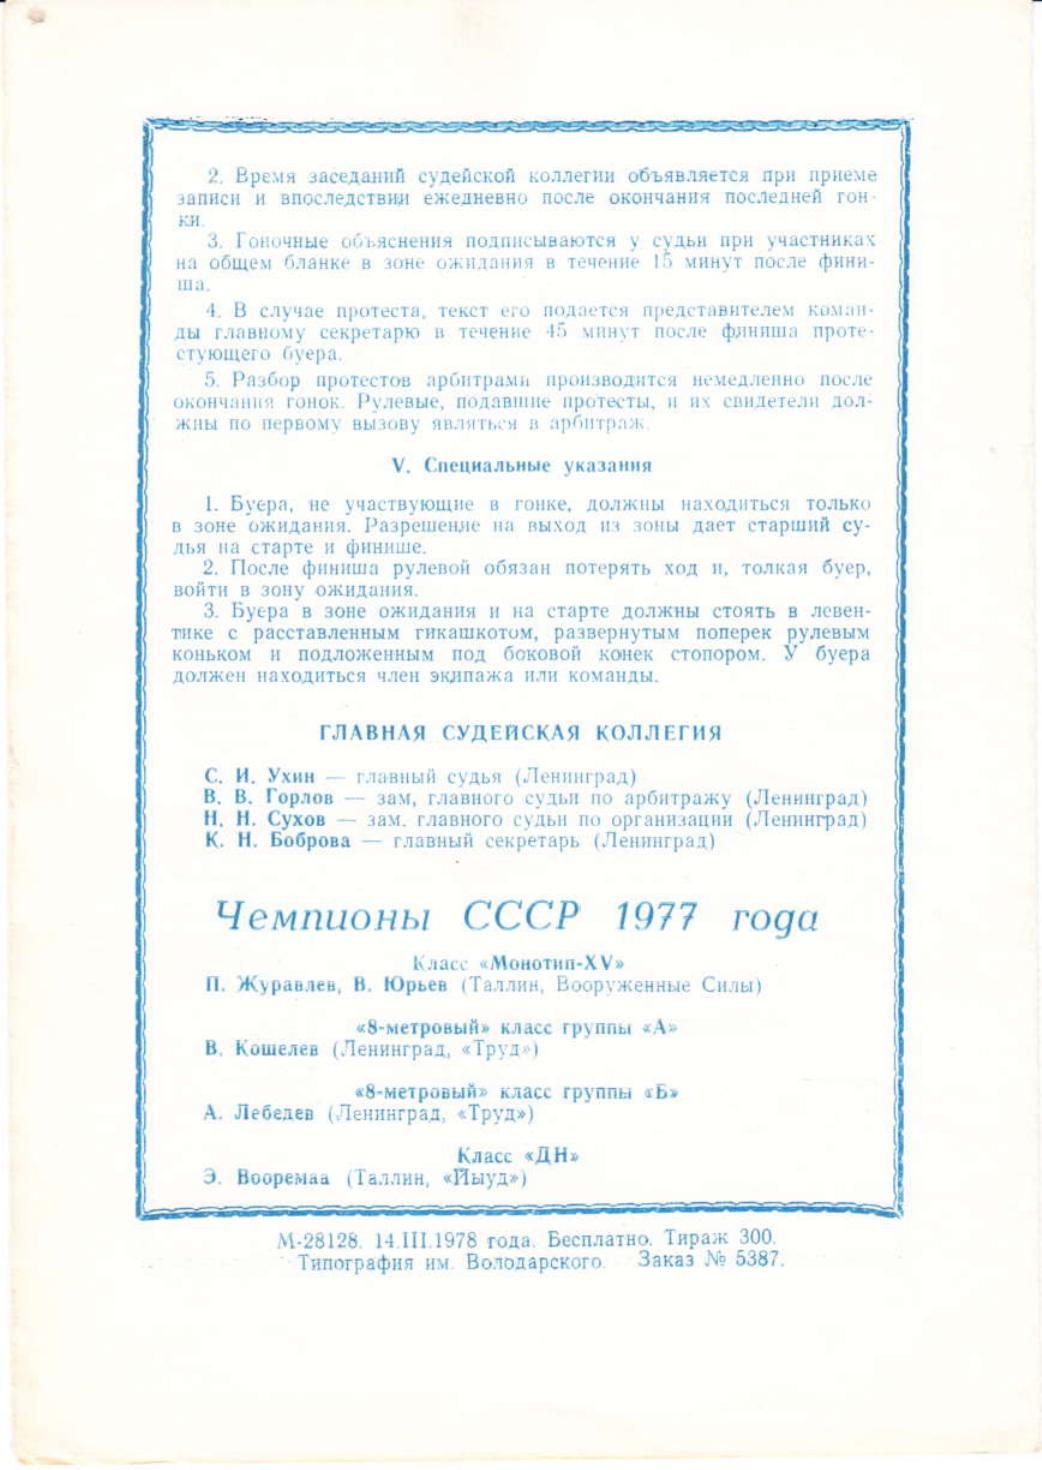 2. Время заседаний судейской коллегии объявляется при приеме
записи и впоследствии ежедневно после окончания последней гон-
ки.
3. Гоночные объяснения подписываются у судьи при участниках
на общем бланке в зоне ожидания в течение 15 минут после фини-
ша.
4. В случае протеста, текст его подается представителем коман-
ды главному секретарю в течение 45 минут после финиша проте-
стующего буера.
5. Разбор протестов арбитрами производится немедленно после
окончания гонок. Рулевые, подавшие протесты, и их свидетели дол-
жны по первому вызову являться в арбитраж.
V. Специальные указания
1. Буера, не участвующие в гонке, должны находиться только
в зоне ожидания. Разрешение на выход из зоны дает старший су-
дья на старте и финише.
2. После финиша рулевой обязан потерять ход и, толкая буер,
войти в зону ожидания.
3. Буера в зоне ожидания и на старте должны стоять в левен-
тике с расставленным гикашкотом, развернутым поперек рулевым
коньком и подложенным под боковой конек стопором. У буера
должен находиться член экипажа или команды.
ГЛАВНАЯ СУДЕЙСКАЯ КОЛЛЕГИЯ
С. И. Ухин — главный судья (Ленинград)
В. В. Горлов — зам, главного судьи по арбитражу (Ленинград)
Н. Н. Сухов — зам. главного судьи по организации (Ленинград)
К. Н. Боброва — главный секретарь (Ленинград)
Чемпионы СССР 1977 года
Класс «Монотип-XV»
П. Журавлев, В. Юрьев (Таллин, Вооруженные Силы)
«8-метровый» класс группы «А»
В. Кошелев (Ленинград, «Труд»)
«8-метровый» класс группы «Б»
А. Лебедев (Ленинград, «Труд»)
Класс «ДН»
Э. Вооремаа (Таллин, «Йыуд»)
М-28128. 14.III.1978 года. Бесплатно. Тираж 300.
Типография им. Володарского. Заказ № 5387.